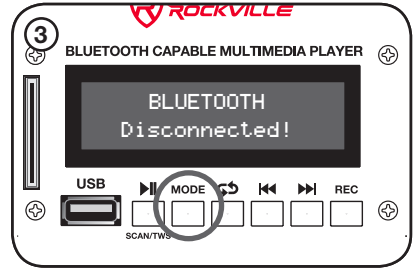 ROCKVILLE
3
BLUETOOTH CAPABLE MULTIMEDIA PLAYER
BLUETOOTH
Disconnected!
USB
MODE
REC
SCAN/TWS